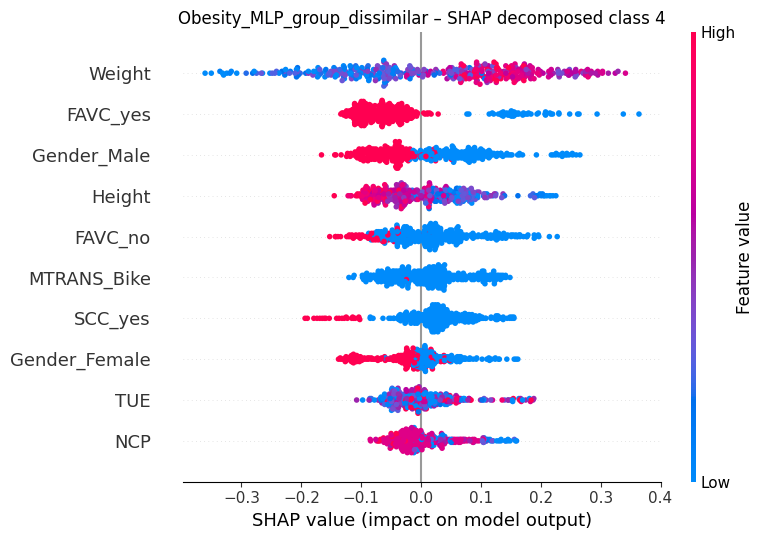 Obesity_MLP_group_dissimilar – SHAP decomposed class 4
High
Weight
FAVC_yes
Gender_Male
Height
FAVC_no
MTRANS_Bike
SCC_yes
Gender_Female
TUE
NCP
Feature value
Low
−0.3 −0.2 −0.1 0.0 0.1 0.2 0.3 0.4
SHAP value (impact on model output)